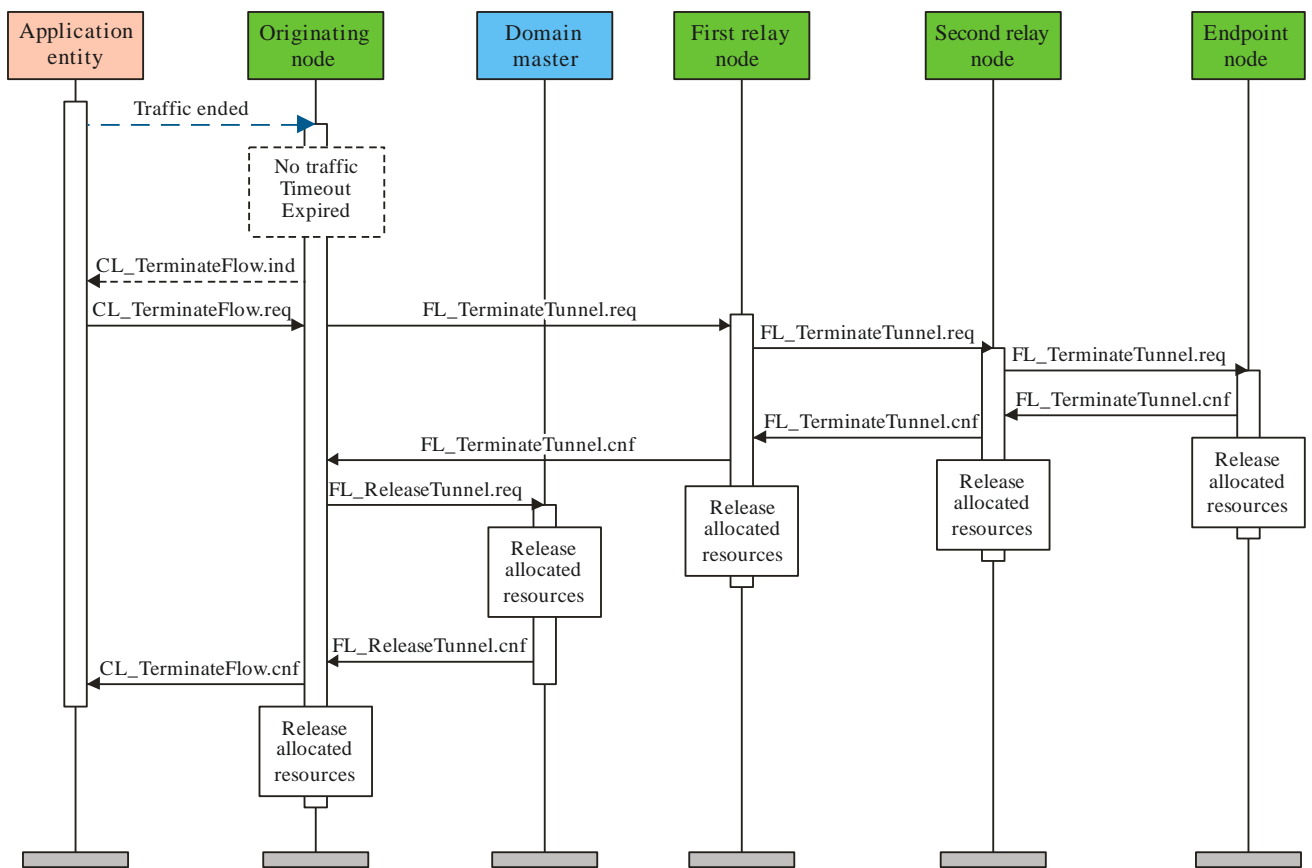 Application
entity
Originating
node
Domain
master
First relay
node
Second relay
node
Endpoint
node
Traffic ended
No traffic
Timeout
Expired
CL_TerminateFlow.ind
CL_TerminateFlow.req
FL_TerminateTunnel.req
FL_TerminateTunnel.req
FL_TerminateTunnel.req
FL_TerminateTunnel.cnf
FL_TerminateTunnel.cnf
FL_TerminateTunnel.cnf
Release
allocated
resources
Release
allocated
resources
Release
allocated
resources
FL_ReleaseTunnel.req
Release
allocated
resources
FL_ReleaseTunnel.cnf
CL_TerminateFlow.cnf
Release
allocated
resources